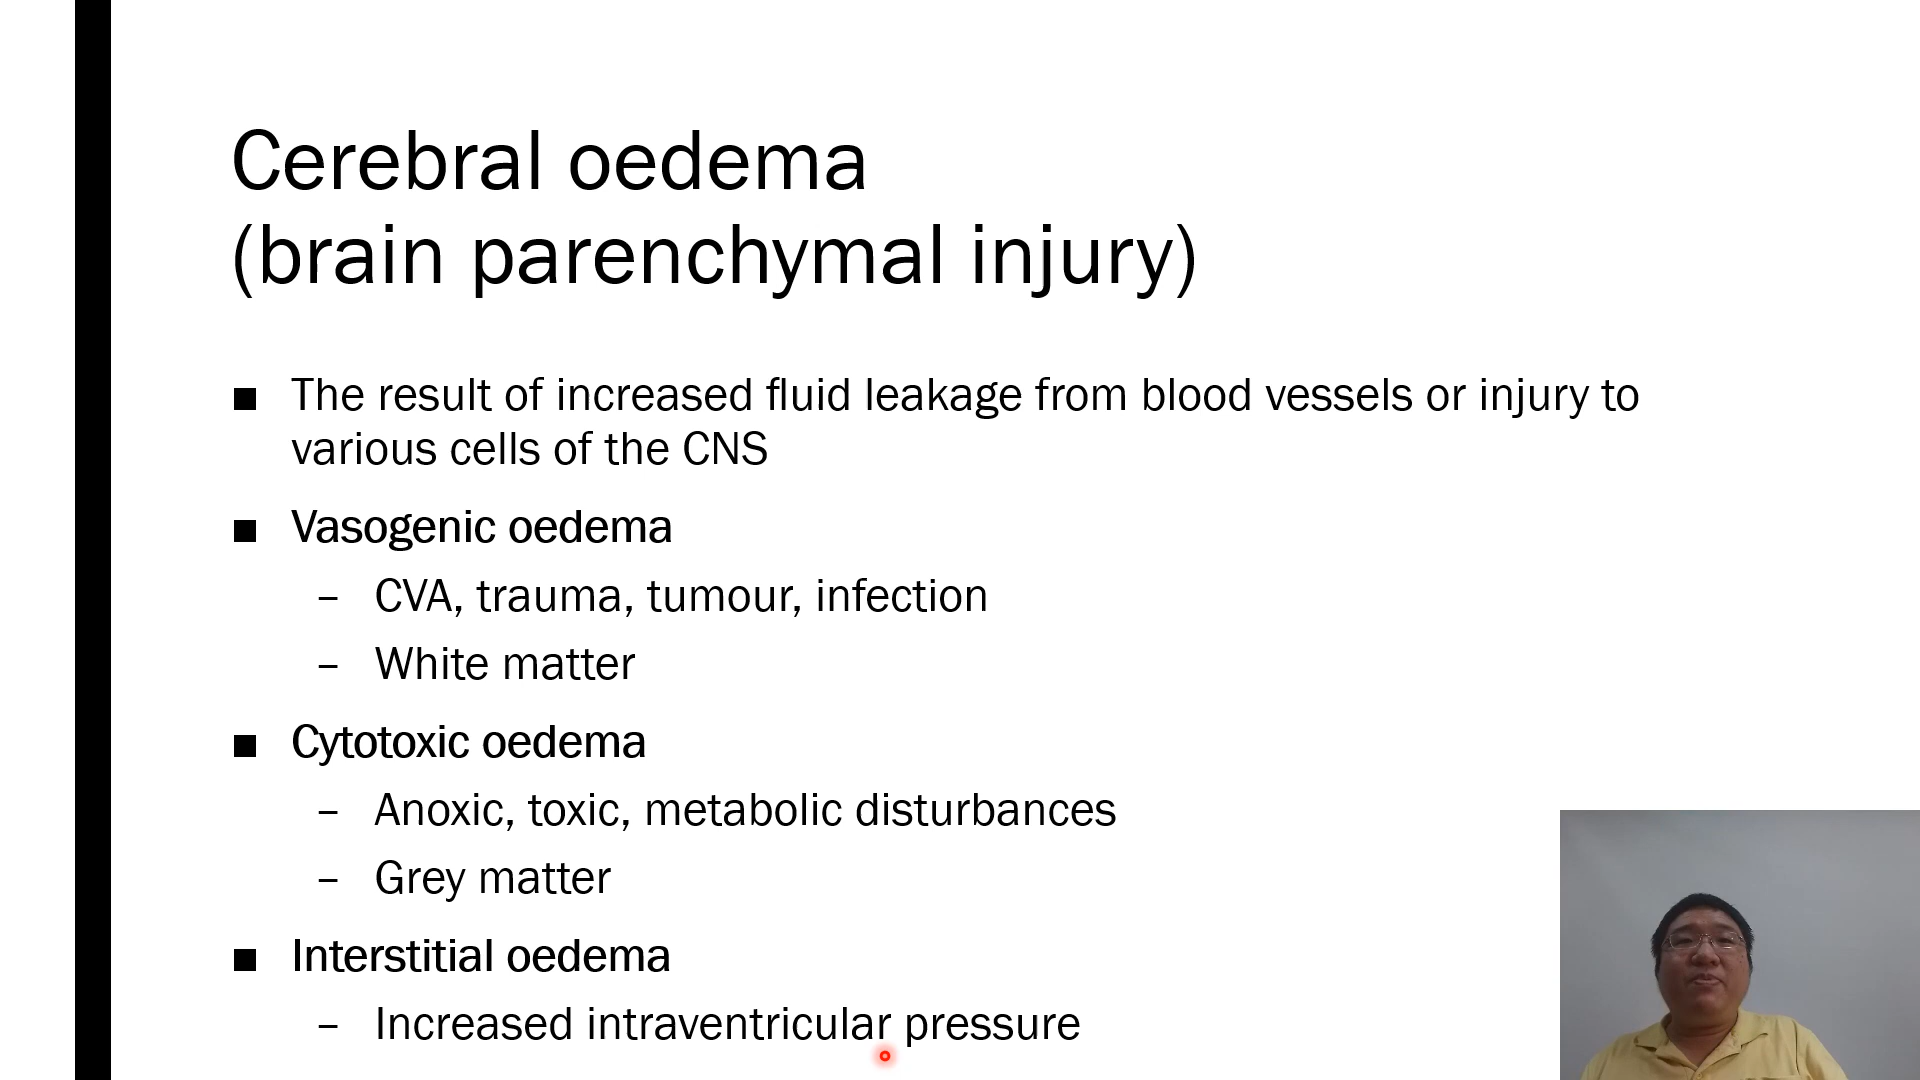 Cerebral oedema
(brain parenchymal injury)
■ The result of increased fluid leakage from blood vessels or injury to
various cells of the CNS
■ Vasogenic oedema
– CVA, trauma, tumour, infection
– White matter
■ Cytotoxic oedema
– Anoxic, toxic, metabolic disturbances
– Grey matter
■ Interstitial oedema
– Increased intraventricular pressure